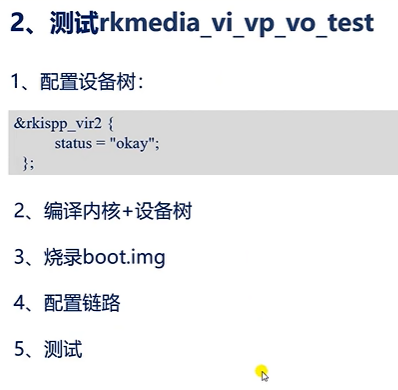 2、测试rkmedia_vi_vp_vo_test
1、配置设备树：
&rkispp_vir2 {
status = "okay";
};
2、编译内核+设备树
3、烧录boot.img
4、配置链路
5、测试